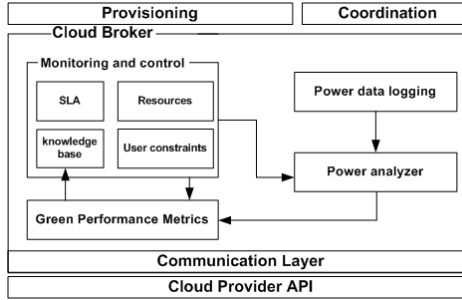 Provisioning
Coordination
Cloud Broker
Monitoring and control
SLA
Resources
knowledge
base
User constraints
Power data logging
Power analyzer
Green Performance Metrics
Communication Layer
Cloud Provider API